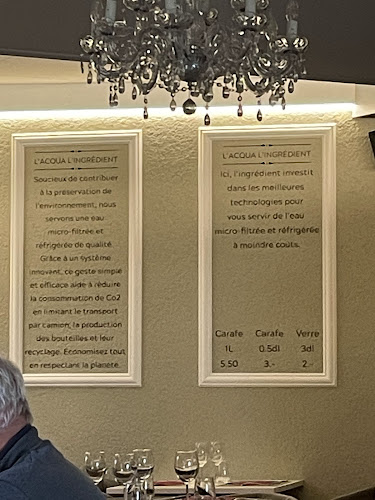 L'ACQUA L'INGRÉDIENT
Soucieux de contribuer
à la préservation de
l'environnement, nous
servons une eau
micro-filtrée et
réfrigérée de qualité.
Grâce à un système
innovant, ce geste simple
et efficace aide à réduire
la consommation de Co2
en limitant le transport
par camion, la production
des bouteilles et leur
recyclage. Economisez tout
en respectant la planète.
L'ACQUA L'INGRÉDIENT
Ici, l'ingrédient investit
dans les meilleures
technologies pour
vous servir de l'eau
micro-filtrée et réfrigérée
à moindre coûts.
Carafe Carafe Verre
1L 0.5dl 3dl
5.50 3.- 2.-